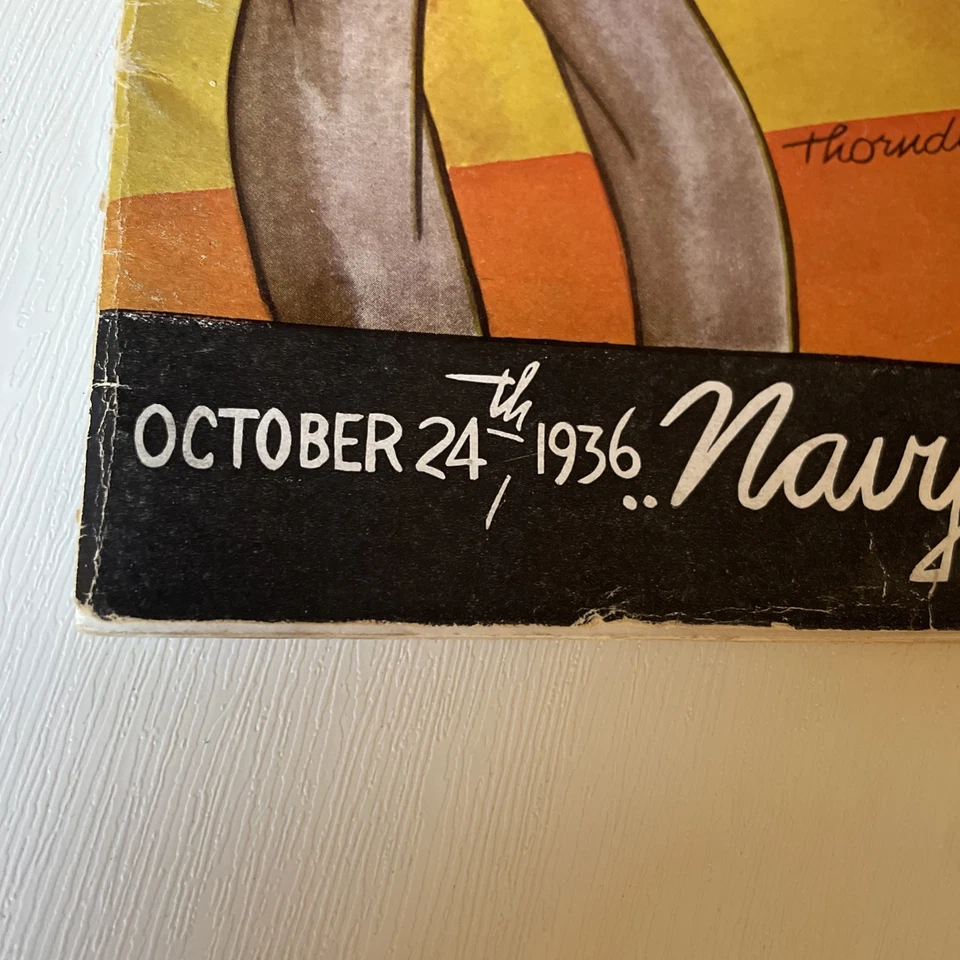 OCTOBER 24th, 1936.. Navy